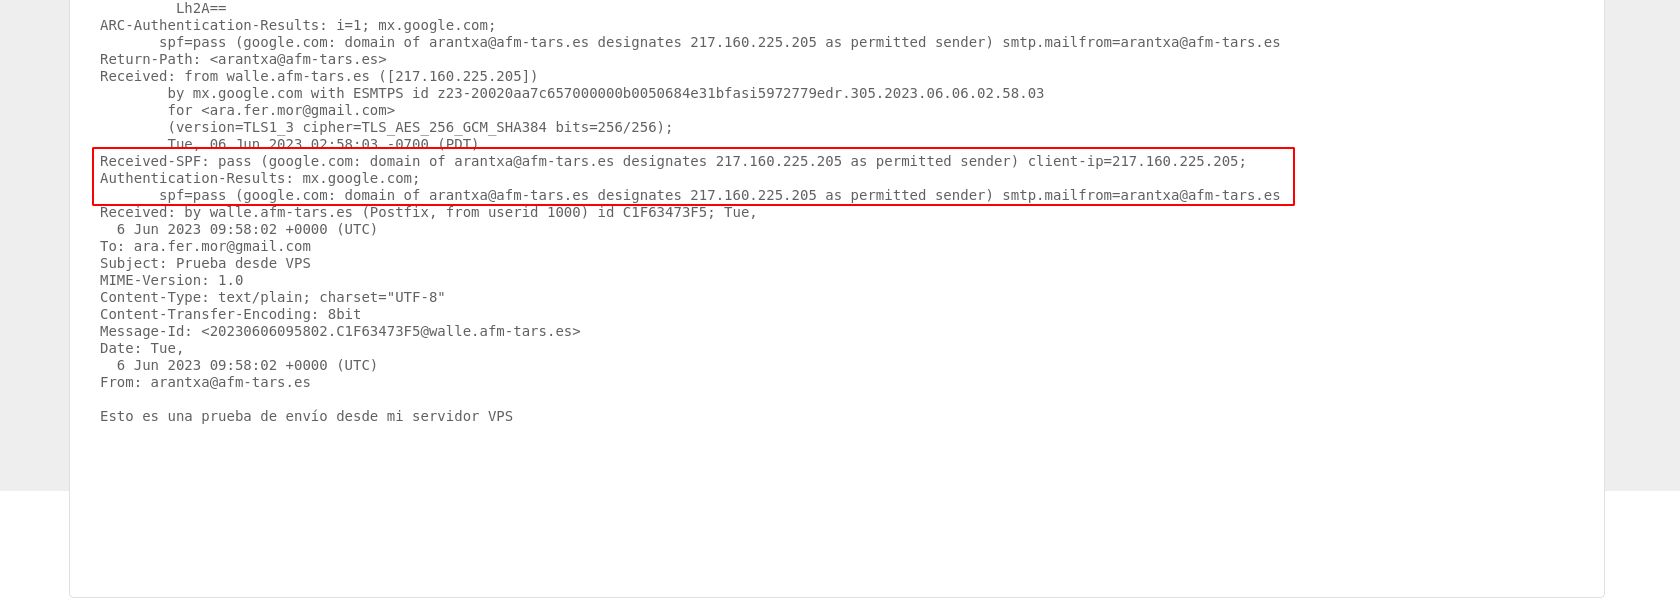 Lh2A==
ARC-Authentication-Results: i=1; mx.google.com;
spf=pass (google.com: domain of arantxa@afm-tars.es designates 217.160.225.205 as permitted sender) smtp.mailfrom=arantxa@afm-tars.es
Return-Path: <arantxa@afm-tars.es>
Received: from walle.afm-tars.es ([217.160.225.205])
by mx.google.com with ESMTPS id z23-20020aa7c657000000b0050684e31bfasi5972779edr.305.2023.06.06.02.58.03
for <ara.fer.mor@gmail.com>
(version=TLS1_3 cipher=TLS_AES_256_GCM_SHA384 bits=256/256);
Tue, 06 Jun 2023 02:58:03 -0700 (PDT)
Received-SPF: pass (google.com: domain of arantxa@afm-tars.es designates 217.160.225.205 as permitted sender) client-ip=217.160.225.205;
Authentication-Results: mx.google.com;
spf=pass (google.com: domain of arantxa@afm-tars.es designates 217.160.225.205 as permitted sender) smtp.mailfrom=arantxa@afm-tars.es
Received: by walle.afm-tars.es (Postfix, from userid 1000) id C1F63473F5; Tue,
6 Jun 2023 09:58:02 +0000 (UTC)
To: ara.fer.mor@gmail.com
Subject: Prueba desde VPS
MIME-Version: 1.0
Content-Type: text/plain; charset="UTF-8"
Content-Transfer-Encoding: 8bit
Message-Id: <20230606095802.C1F63473F5@walle.afm-tars.es>
Date: Tue,
6 Jun 2023 09:58:02 +0000 (UTC)
From: arantxa@afm-tars.es
Esto es una prueba de envío desde mi servidor VPS